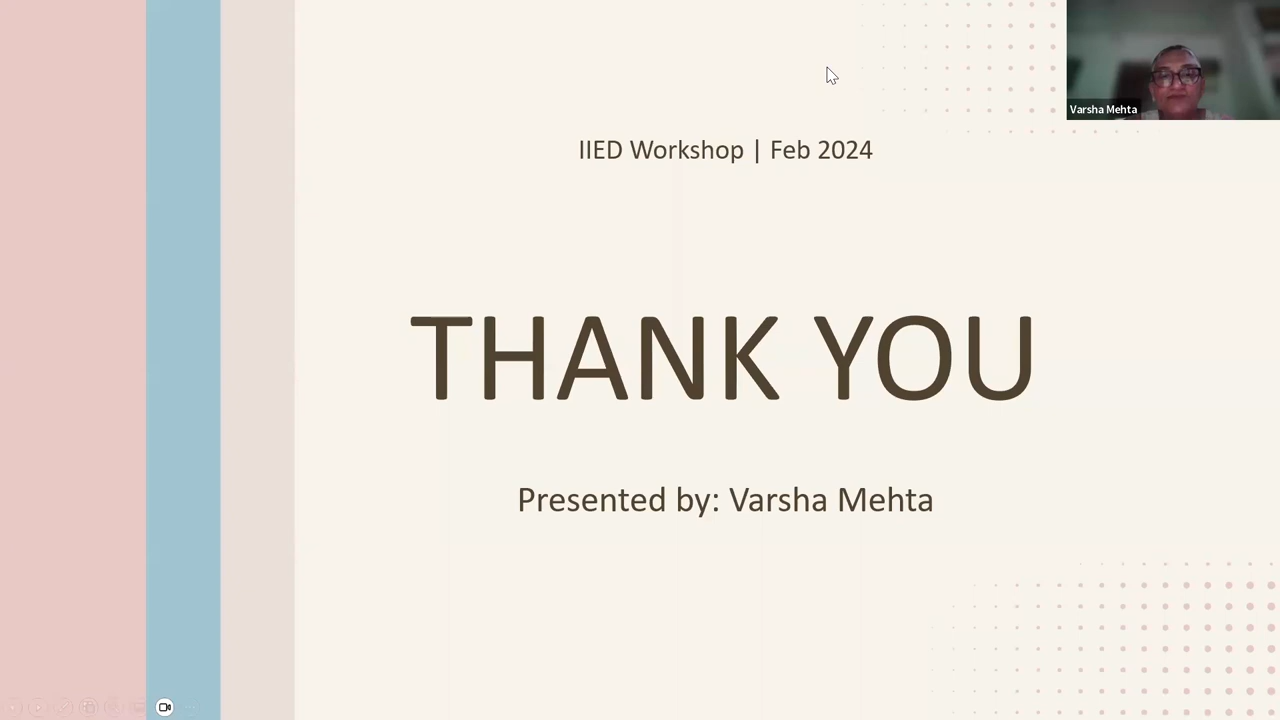 Varsha Mehta
IIED Workshop | Feb 2024
THANK YOU
Presented by: Varsha Mehta